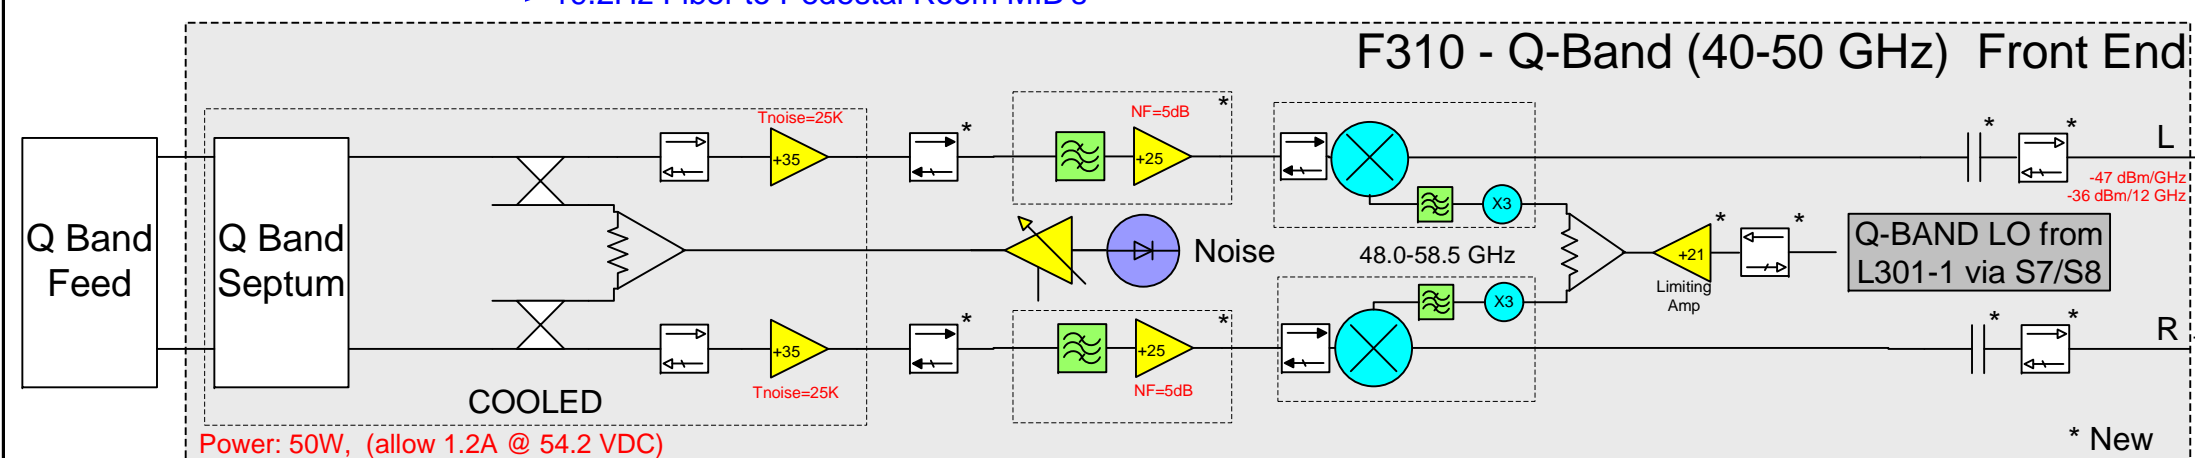 F310 - Q-Band (40-50 GHz)  Front End
Tnoise=25K
NF=5dB
*
*
*
*
L
+35
+25
-47 dBm/GHz
-36 dBm/12 GHz
X3
Q Band
Feed
Q Band
Septum
Noise
48.0-58.5 GHz
*
*
+21
Limiting
Amp
Q-BAND LO from
L301-1 via S7/S8
X3
*
*
*
*
R
+35
+25
Tnoise=25K
NF=5dB
COOLED
Power: 50W,  (allow 1.2A @ 54.2 VDC)
* New